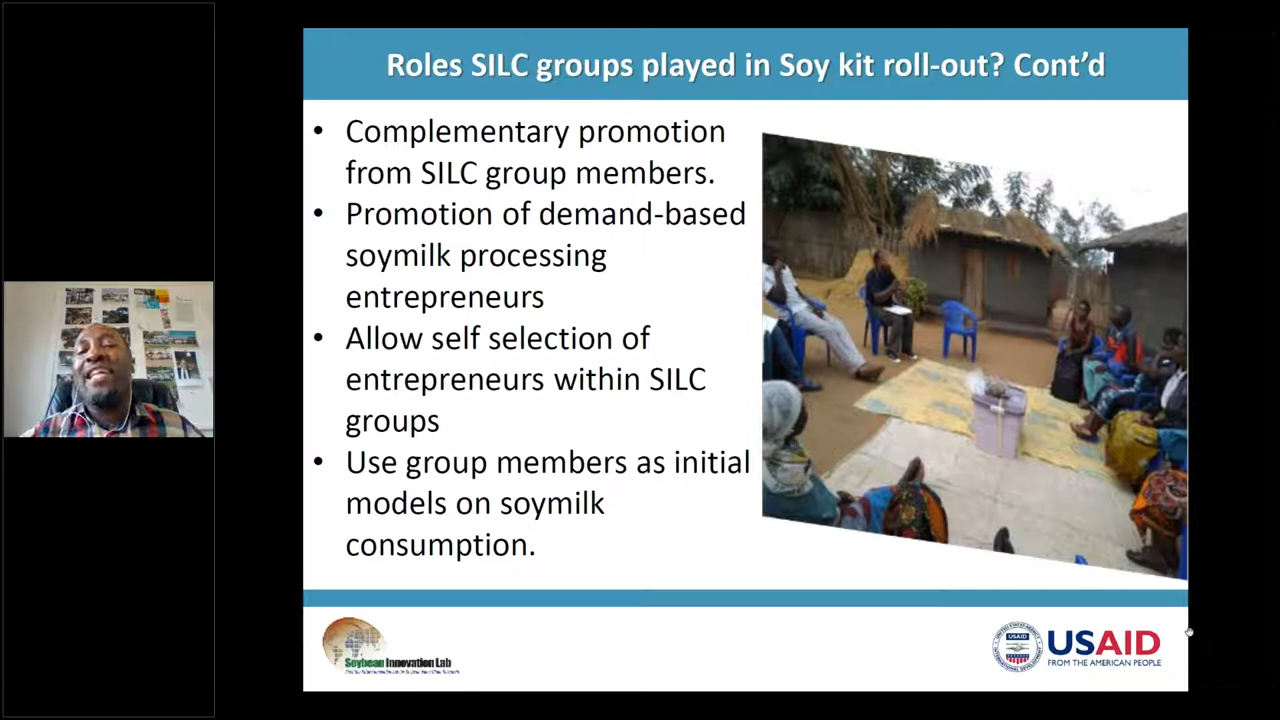 Roles SILC groups played in Soy kit roll-out? Cont’d
• Complementary promotion
from SILC group members.
• Promotion of demand-based
soymilk processing
entrepreneurs
• Allow self selection of
entrepreneurs within SILC
groups
• Use group members as initial
models on soymilk
consumption.
Soybean Innovation Lab
USAID
USAID
FROM THE AMERICAN PEOPLE